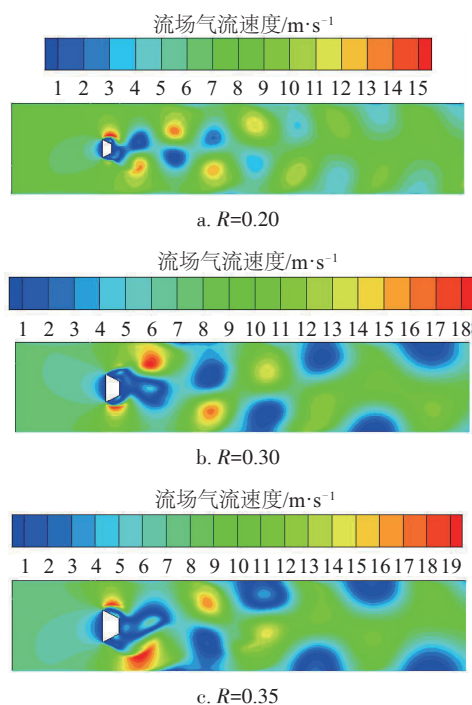 流场气流速度/m·s⁻¹
1 2 3 4 5 6 7 8 9 10 11 12 13 14 15
a. R=0.20
流场气流速度/m·s⁻¹
1 2 3 4 5 6 7 8 9 10 11 12 13 14 15 16 17 18
b. R=0.30
流场气流速度/m·s⁻¹
1 2 3 4 5 6 7 8 9 10 11 12 13 14 15 16 17 18 19
c. R=0.35